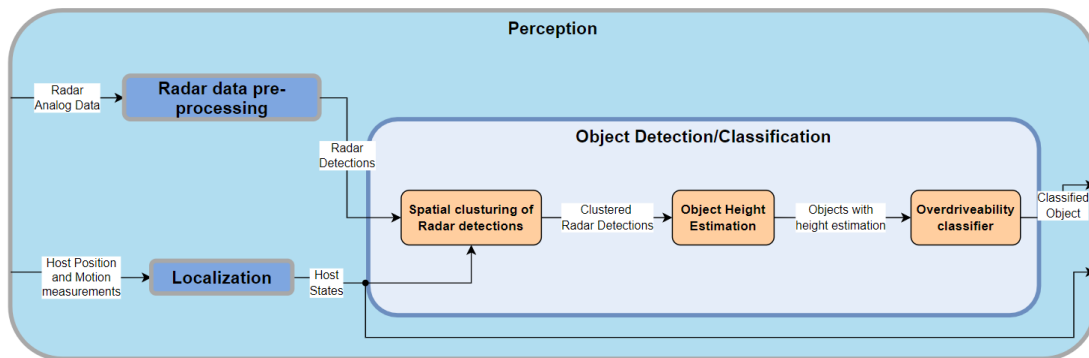 Perception
Radar
Analog Data
Radar data pre-
processing
Radar
Detections
Object Detection/Classification
Spatial clusturing of
Radar detections
Clustered
Radar Detections
Object Height
Estimation
Objects with
height estimation
Overdriveability
classifier
Classified
Object
Host Position
and Motion
measurements
Localization
Host
States